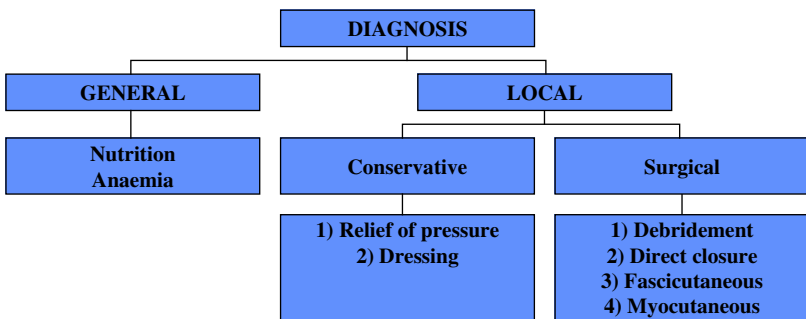 DIAGNOSIS
GENERAL
LOCAL
Nutrition
Anaemia
Conservative
Surgical
1) Relief of pressure
2) Dressing
1) Debridement
2) Direct closure
3) Fascicutaneous
4) Myocutaneous